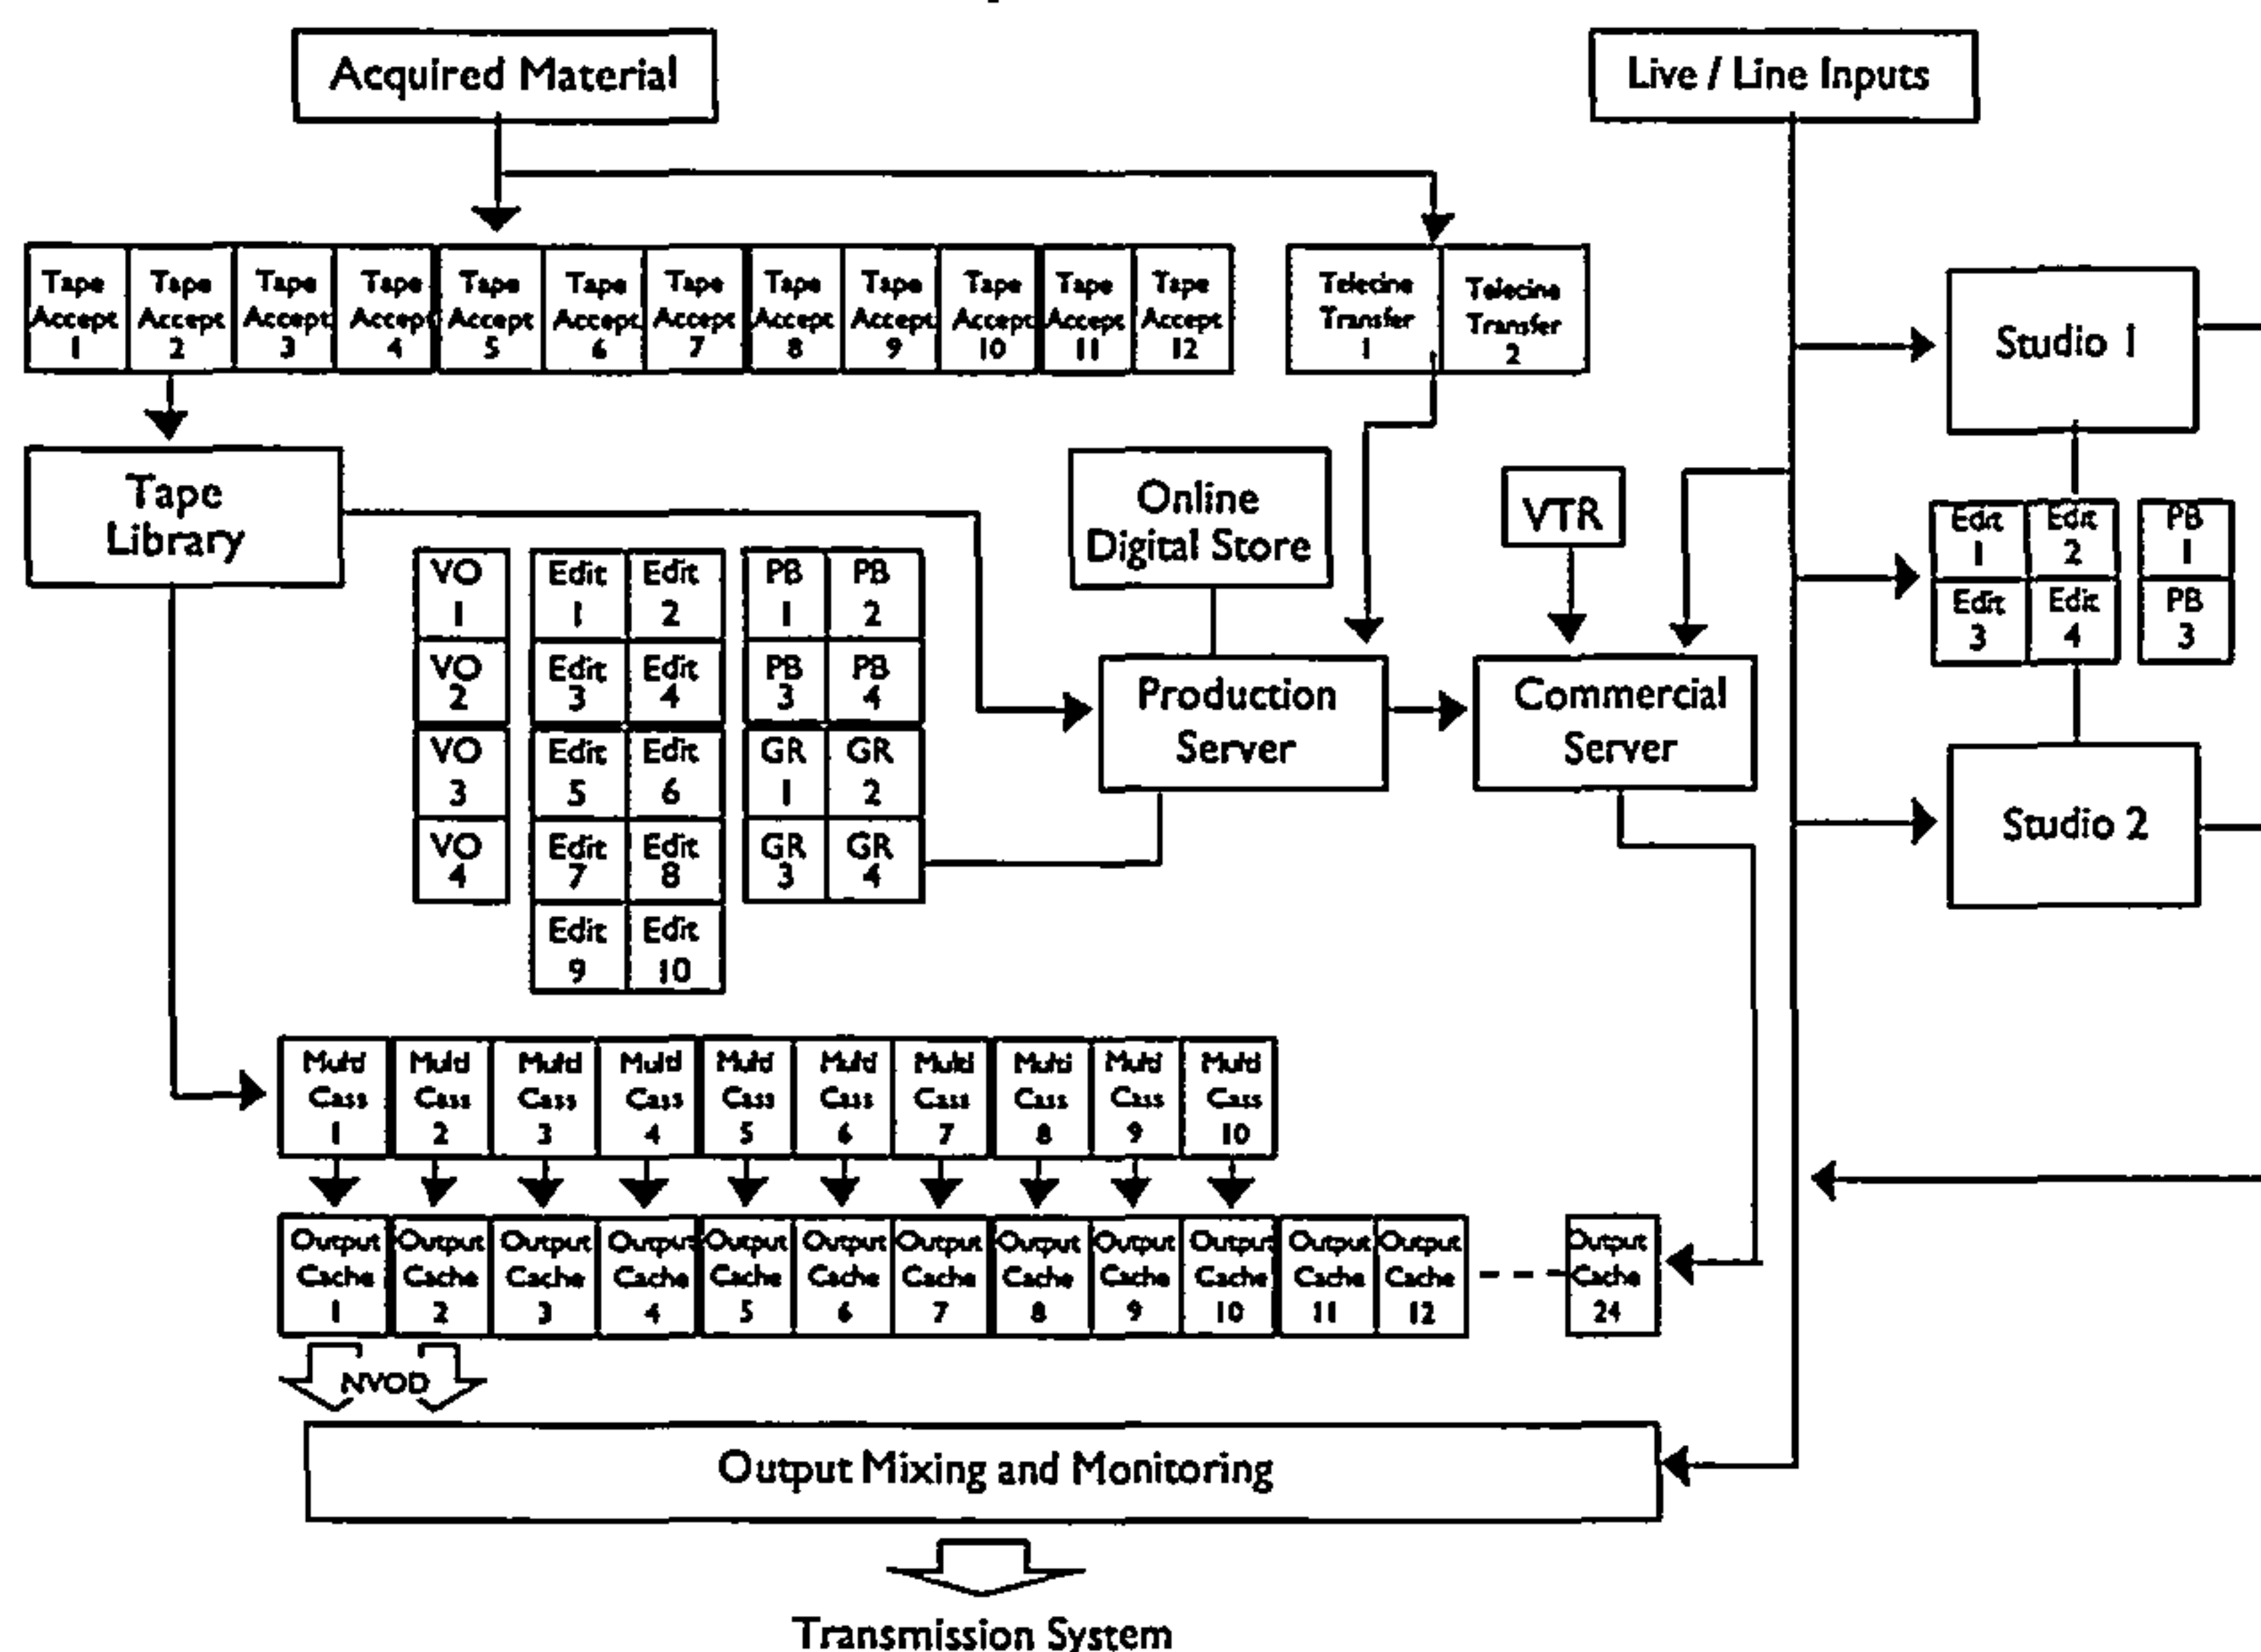 Acquired Material
Live / Line Inputs
Tape Accept 1
Tape Accept 2
Tape Accept 3
Tape Accept 4
Tape Accept 5
Tape Accept 6
Tape Accept 7
Tape Accept 8
Tape Accept 9
Tape Accept 10
Tape Accept 11
Tape Accept 12
Telecine Transfer 1
Telecine Transfer 2
Studio 1
Tape
Library
Online
Digital Store
VTR
Edit 1
Edit 2
PB 1
Edit 3
Edit 4
PB 3
VO 1
VO 2
VO 3
VO 4
Edit 1
Edit 2
Edit 3
Edit 4
Edit 5
Edit 6
Edit 7
Edit 8
Edit 9
Edit 10
PB 1
PB 2
PB 3
PB 4
GR 1
GR 2
GR 3
GR 4
Production
Server
Commercial
Server
Studio 2
Multi Cass 1
Multi Cass 2
Multi Cass 3
Multi Cass 4
Multi Cass 5
Multi Cass 6
Multi Cass 7
Multi Cass 8
Multi Cass 9
Multi Cass 10
Output Cache 1
Output Cache 2
Output Cache 3
Output Cache 4
Output Cache 5
Output Cache 6
Output Cache 7
Output Cache 8
Output Cache 9
Output Cache 10
Output Cache 11
Output Cache 12
Output Cache 24
NVOD
Output Mixing and Monitoring
Transmission System